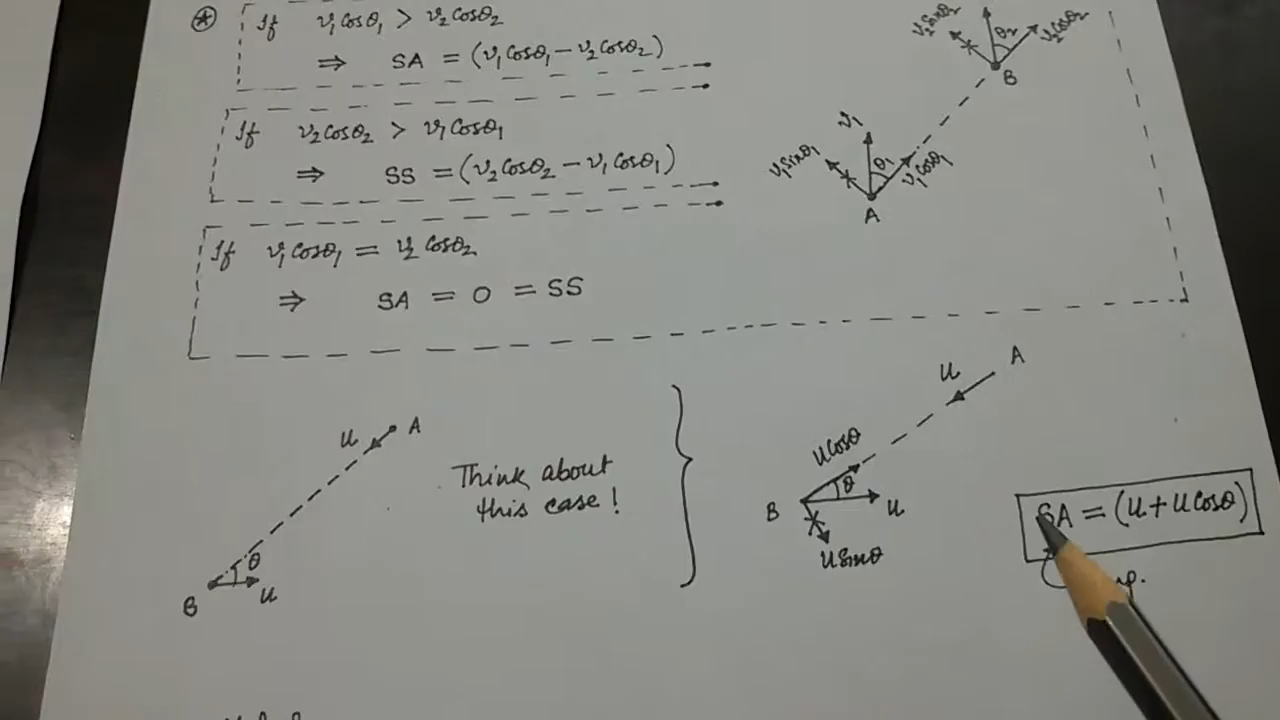 If v₁Cosθ₁ > v₂Cosθ₂
⇒ SA = (v₁Cosθ₁ − v₂Cosθ₂)
If v₂Cosθ₂ > v₁Cosθ₁
⇒ SS = (v₂Cosθ₂ − v₁Cosθ₁)
If v₁Cosθ₁ = v₂Cosθ₂
⇒ SA = 0 = SS
v₂Sinθ₂
θ₂
v₂Cosθ₂
B
v₁
v₁Sinθ₁
θ₁
v₁Cosθ₁
A
u
A
Think about
this case !
θ
B
u
u
A
uCosθ
θ
B
u
uSinθ
SA = (u + uCosθ)